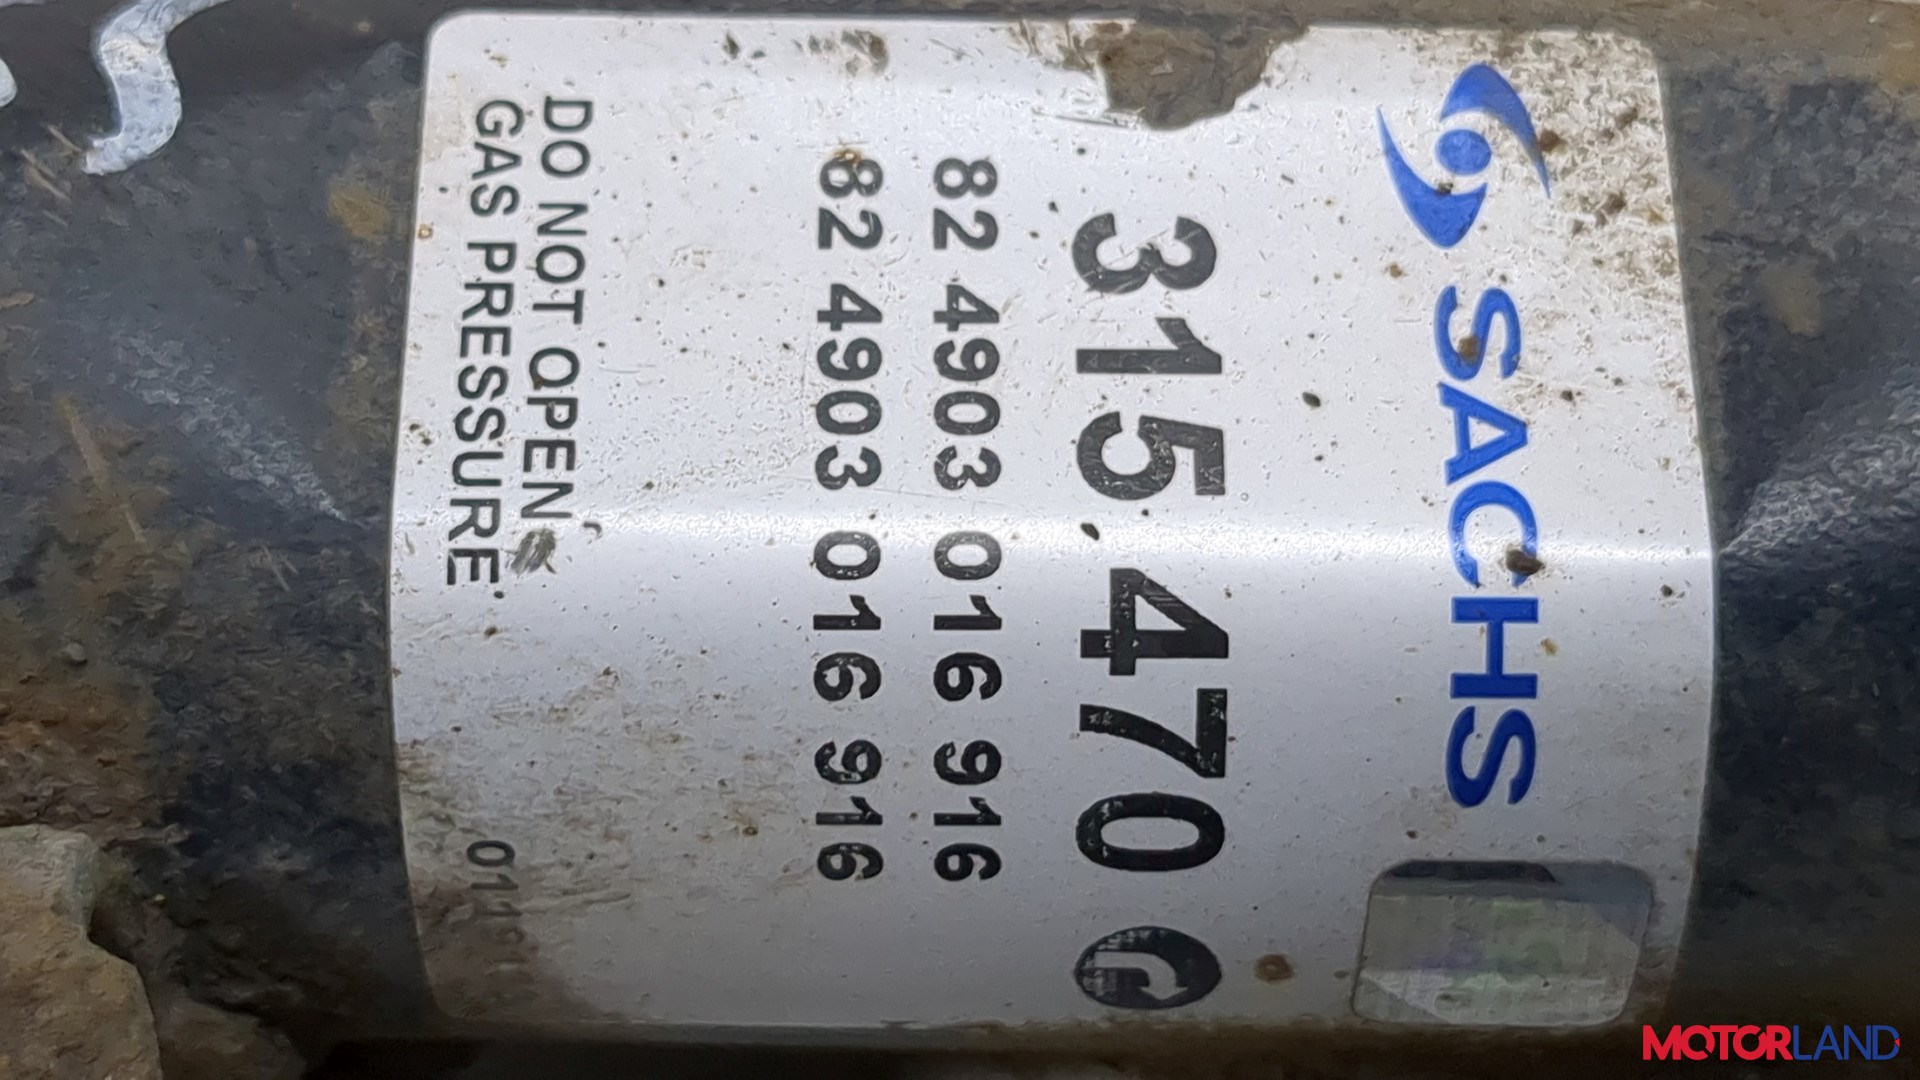 SACHS
315 470
82 4903 016 916
82 4903 016 916
DO NOT OPEN
GAS PRESSURE
MOTORLAND